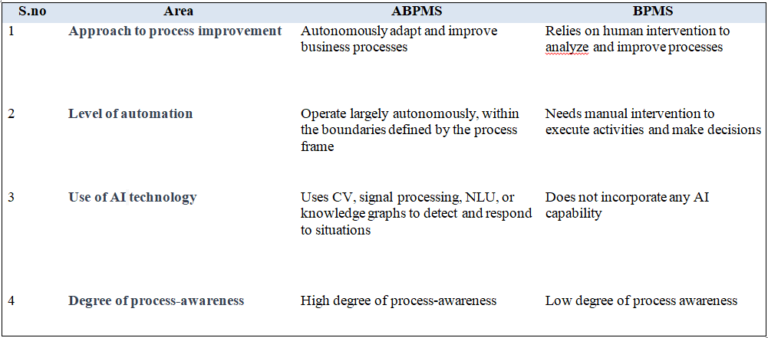 S.no Area ABPMS BPMS
1 Approach to process improvement Autonomously adapt and improve Relies on human intervention to
business processes analyze and improve processes
2 Level of automation Operate largely autonomously, within Needs manual intervention to
the boundaries defined by the process execute activities and make decisions
frame
3 Use of AI technology Uses CV, signal processing, NLU, or Does not incorporate any AI
knowledge graphs to detect and respond capability
to situations
4 Degree of process-awareness High degree of process-awareness Low degree of process awareness